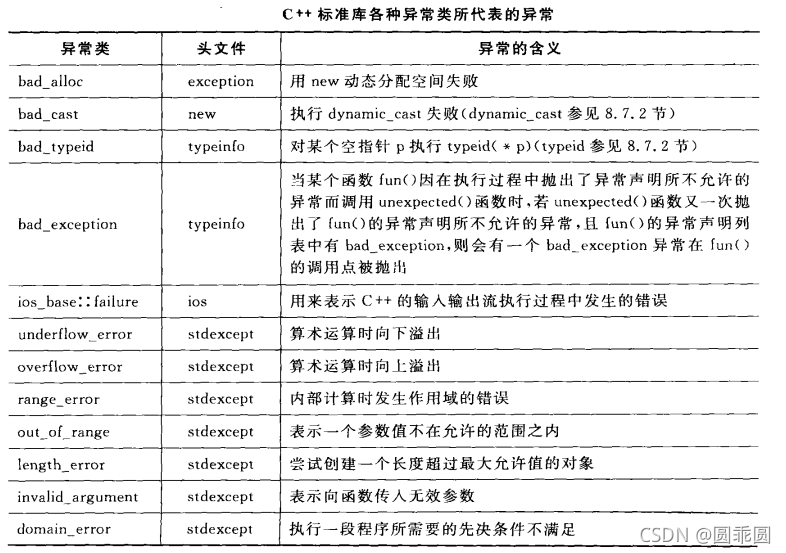 C++ 标准库各种异常类所代表的异常
异常类 头文件 异常的含义
bad_alloc exception 用 new 动态分配空间失败
bad_cast new 执行 dynamic_cast 失败(dynamic_cast 参见 8.7.2 节)
bad_typeid typeinfo 对某个空指针 p 执行 typeid( * p)(typeid 参见 8.7.2 节)
当某个函数 fun()因在执行过程中抛出了异常声明所不允许的
异常而调用 unexpected()函数时,若 unexpected()函数又一次抛
bad_exception typeinfo 出了 fun()的异常声明所不允许的异常,且 fun()的异常声明列
表中有 bad_exception,则会有一个 bad_exception 异常在 fun()
的调用点被抛出
ios_base::failure ios 用来表示 C++ 的输入输出流执行过程中发生的错误
underflow_error stdexcept 算术运算时向下溢出
overflow_error stdexcept 算术运算时向上溢出
range_error stdexcept 内部计算时发生作用域的错误
out_of_range stdexcept 表示一个参数值不在允许的范围之内
length_error stdexcept 尝试创建一个长度超过最大允许值的对象
invalid_argument stdexcept 表示向函数传入无效参数
domain_error stdexcept 执行一段程序所需要的先决条件不满足
CSDN @圆乖圆